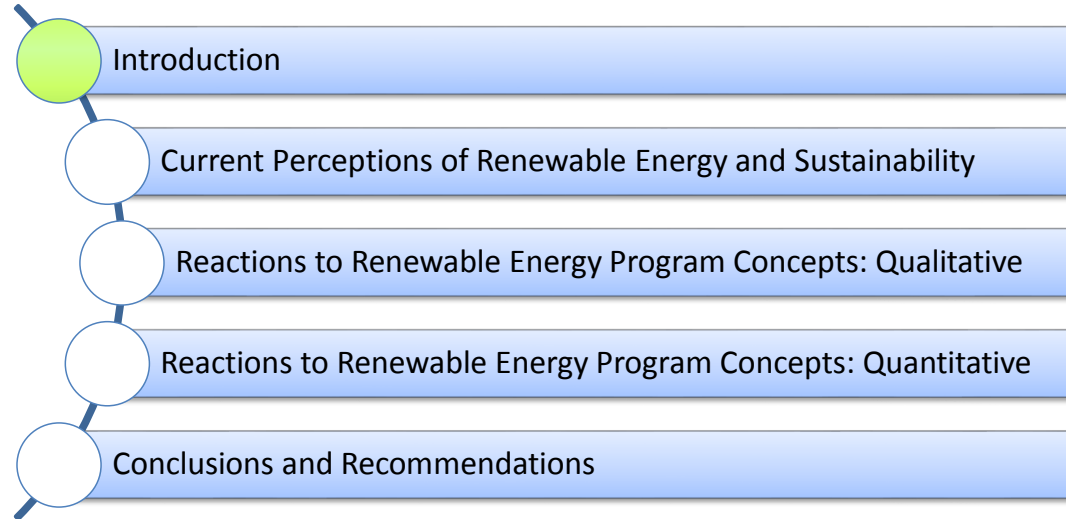 Introduction
Current Perceptions of Renewable Energy and Sustainability
Reactions to Renewable Energy Program Concepts: Qualitative
Reactions to Renewable Energy Program Concepts: Quantitative
Conclusions and Recommendations